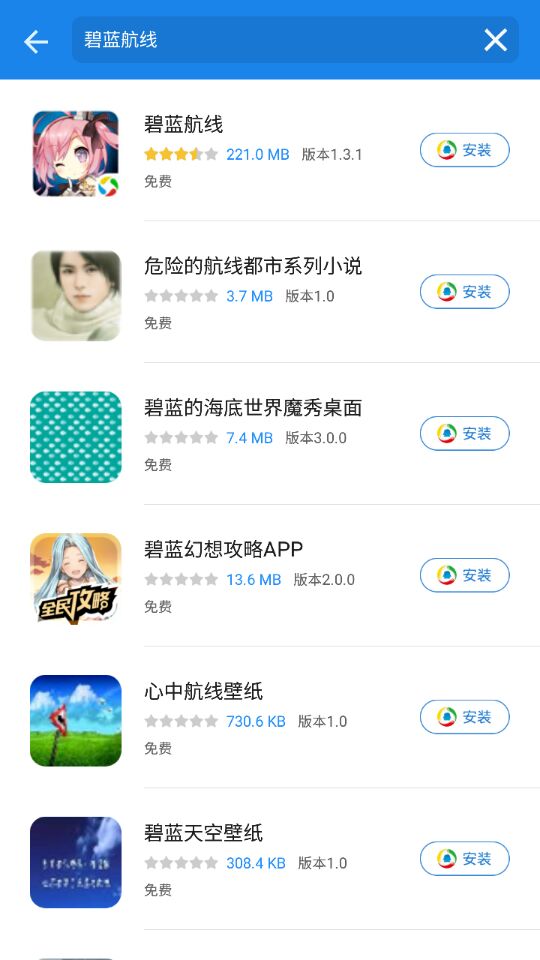 碧蓝航线
碧蓝航线
221.0 MB 版本1.3.1
免费
安装
危险的航线都市系列小说
3.7 MB 版本1.0
免费
安装
碧蓝的海底世界魔秀桌面
7.4 MB 版本3.0.0
免费
安装
碧蓝幻想攻略APP
13.6 MB 版本2.0.0
免费
安装
全民攻略
心中航线壁纸
730.6 KB 版本1.0
免费
安装
碧蓝天空壁纸
308.4 KB 版本1.0
免费
安装